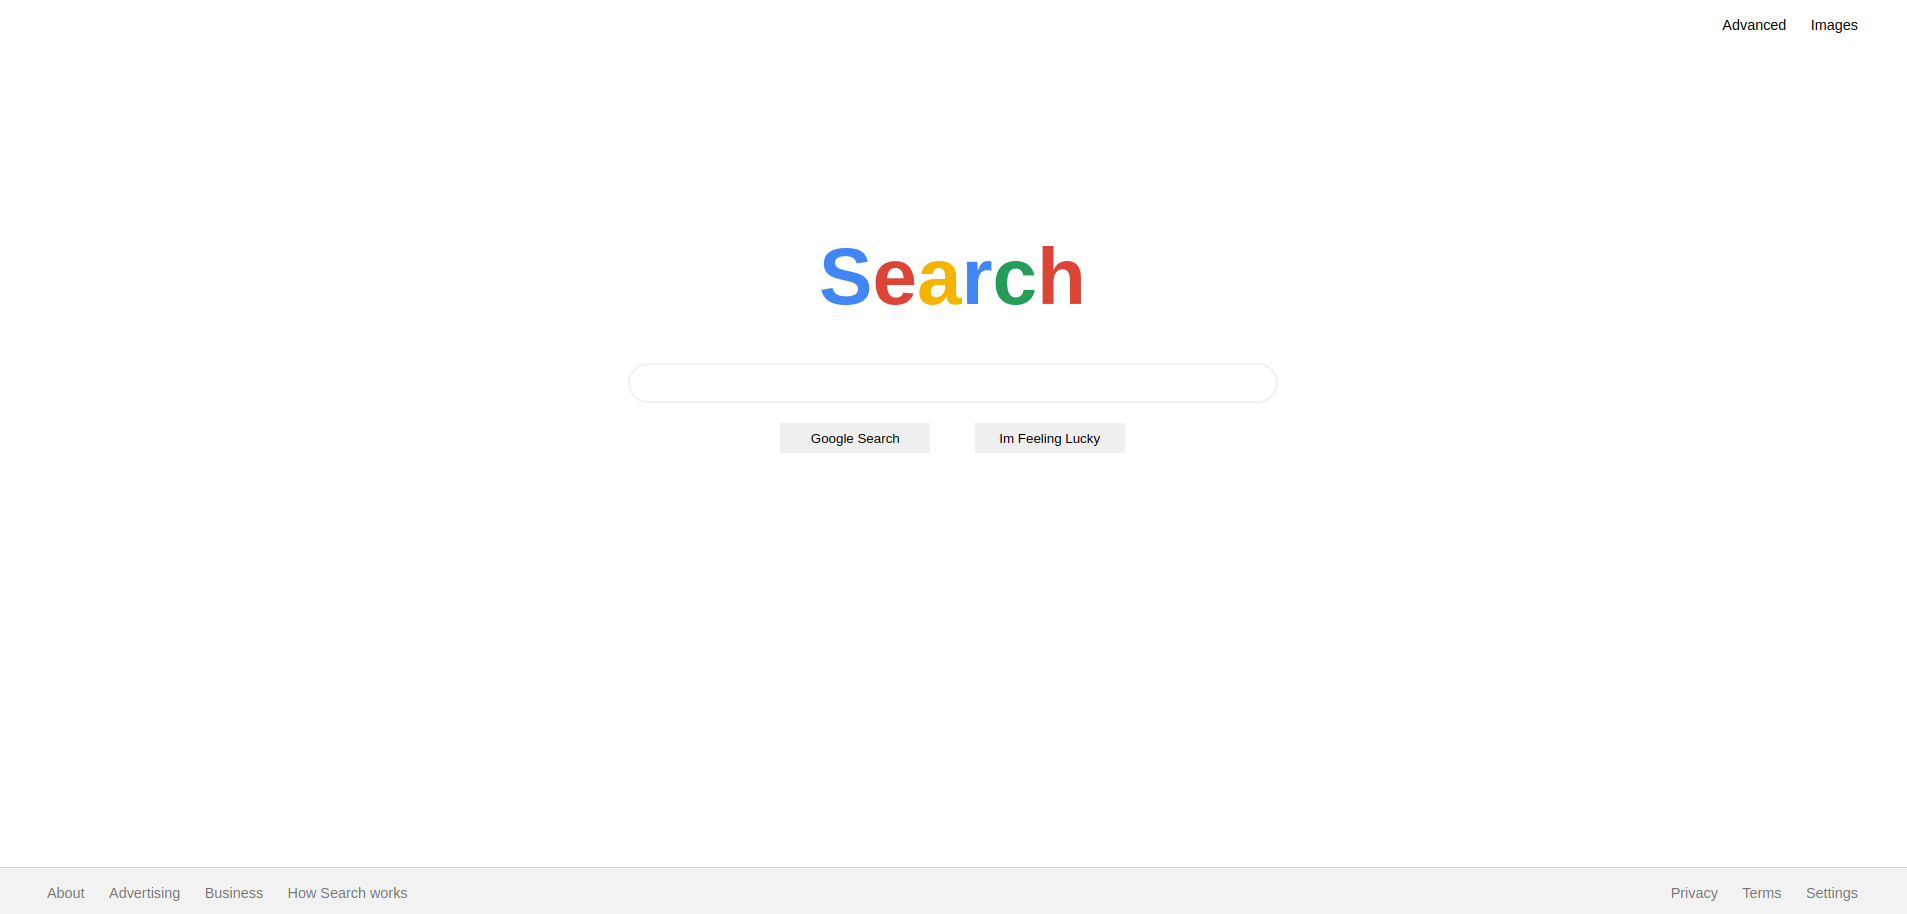 Advanced Images
Search
Google Search Im Feeling Lucky
About Advertising Business How Search works Privacy Terms Settings